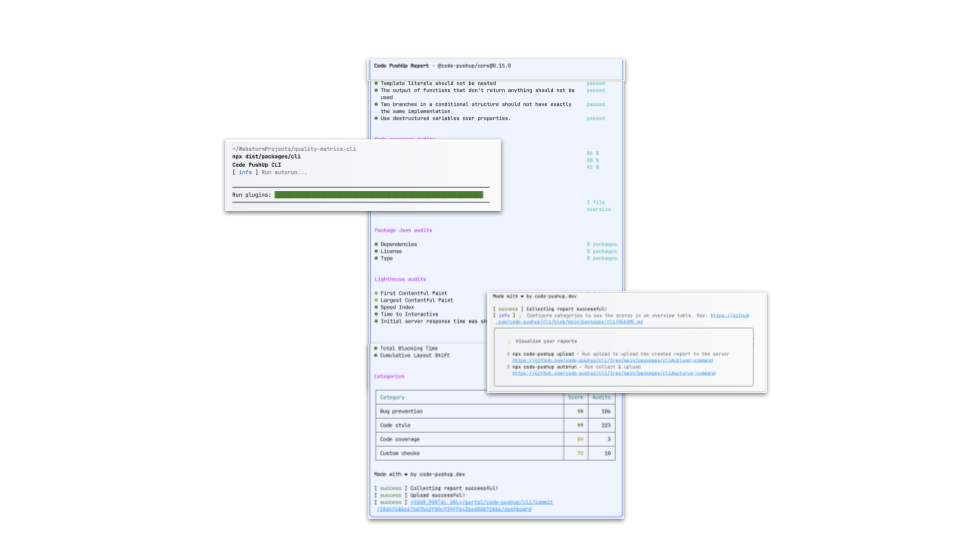 Code PushUp Report - @code-pushup/core@0.15.0
Template literals should not be nested passed
The output of functions that don't return anything should not be passed
used
Two branches in a conditional structure should not have exactly passed
the same implementation
Use destructured variables over properties. passed
~/WebstormProjects/quality-metrics-cli
npx dist/packages/cli
Code PushUp CLI
[ info ] Run autorun...
Run plugins:
86 %
88 %
92 %
1 file
oversize
Package Json audits
Dependencies 0 packages
License 0 packages
Type 0 packages
Lighthouse audits
First Contentful Paint
Largest Contentful Paint
Speed Index
Time to Interactive
Initial server response time was sh
Made with ❤ by code-pushup.dev
[ success ] Collecting report successful!
[ info ] . Configure categories to see the scores in an overview table. See: https://github
.com/code-pushup/cli/blob/main/packages/cli/README.md
Visualize your reports
❯ npx code-pushup upload - Run upload to upload the created report to the server
https://github.com/code-pushup/cli/tree/main/packages/cli#upload-command
❯ npx code-pushup autorun - Run collect & upload
https://github.com/code-pushup/cli/tree/main/packages/cli#autorun-command
Total Blocking Time
Cumulative Layout Shift
Categories
Category Score Audits
Bug prevention 98
Code style 99 223
Code coverage 89 3
Custom checks 72 10
Made with ❤ by code-pushup.dev
[ success ] Collecting report successful!
[ success ] Upload successful!
[ success ] <YOUR_PORTAL_URL>/portal/code-pushup/cli/commit
/dashboard